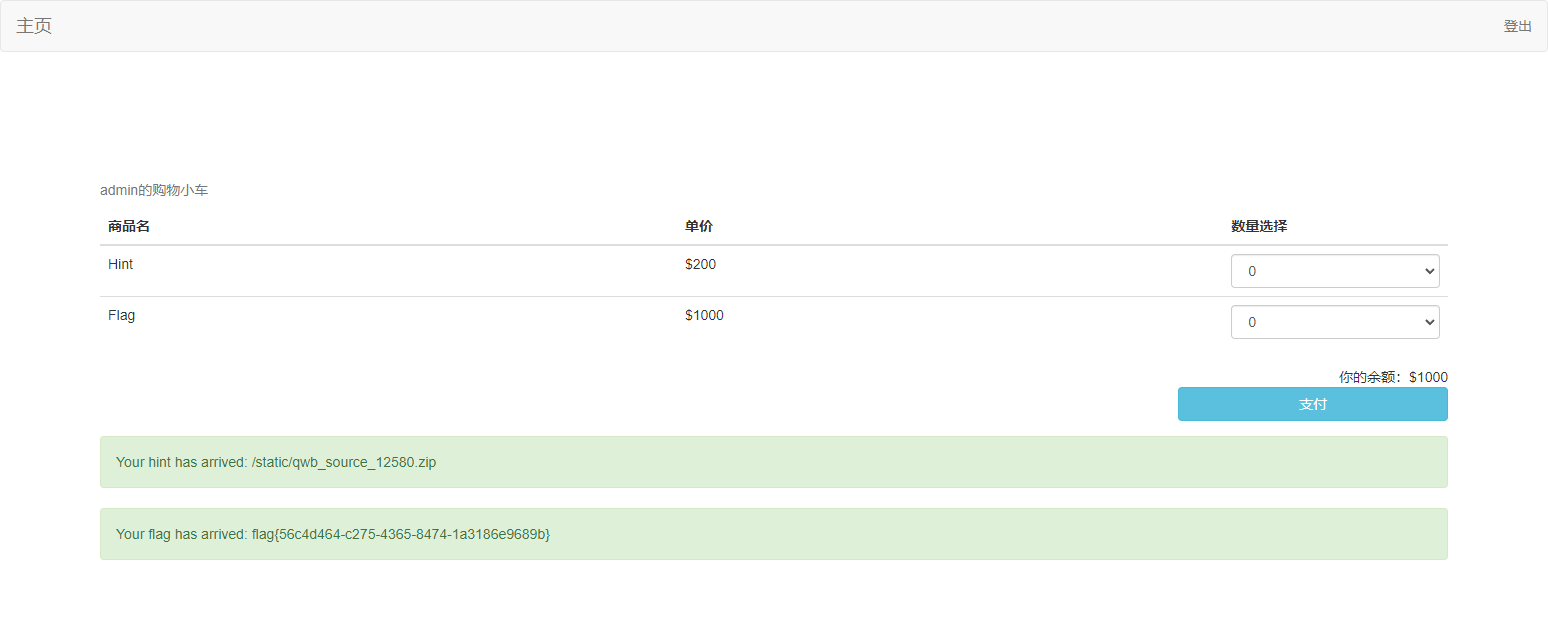 主页 登出
admin的购物小车
商品名 单价 数量选择
Hint $200 0
Flag $1000 0
你的余额：$1000
支付
Your hint has arrived: /static/qwb_source_12580.zip
Your flag has arrived: flag{56c4d464-c275-4365-8474-1a3186e9689b}